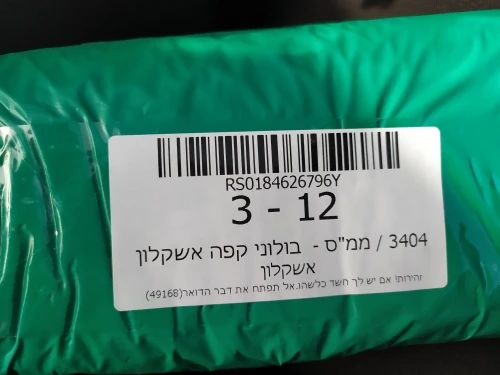 RS0184626796Y
3 - 12
3404 / ממ"ס - בולוני קפה אשקלון
אשקלון
זהירות! אם יש לך חשד כלשהו.אל תפתח את דבר הדואר(49168)